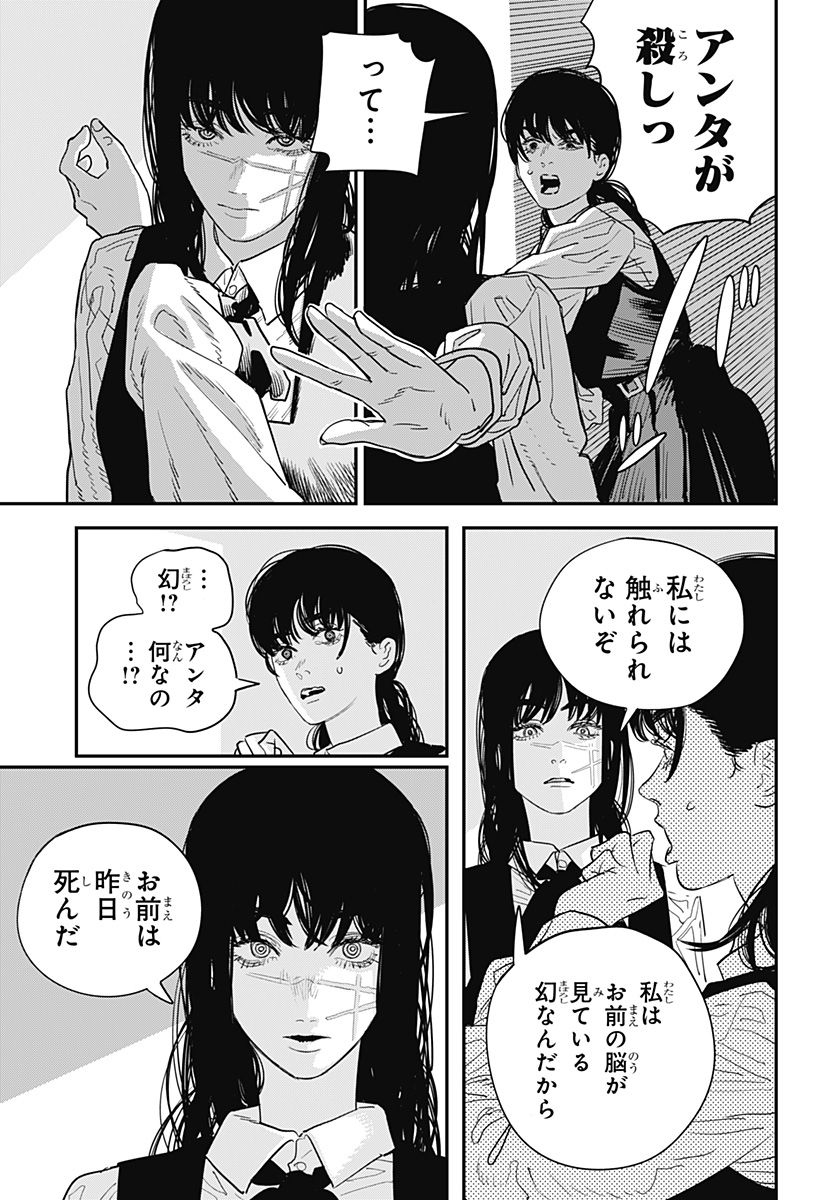 アンタが
殺しっ
って…
私には
触れられ
ないぞ
私は
お前の脳が
見ている
幻なんだから
…
幻!?
アンタ
何なの
…!?
お前は
昨日
死んだ